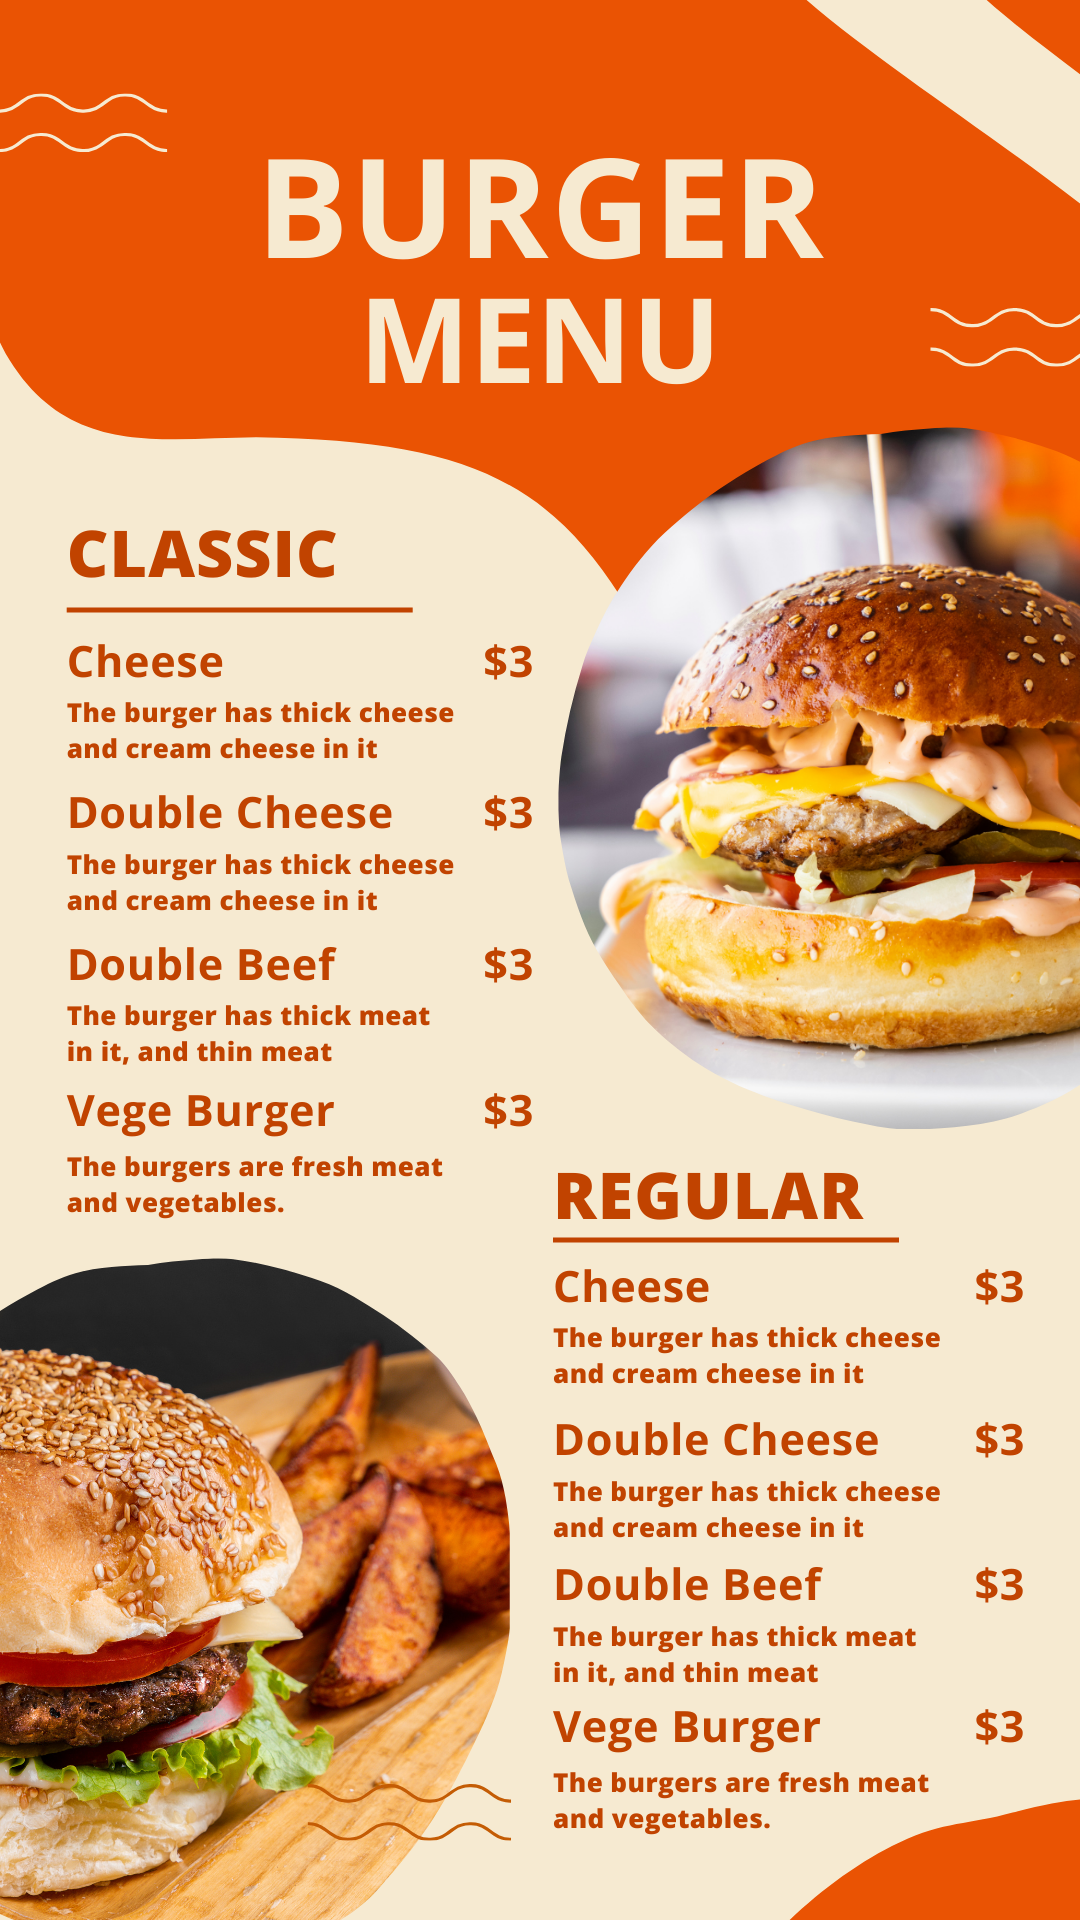 BURGER
MENU
CLASSIC
Cheese $3
The burger has thick cheese
and cream cheese in it
Double Cheese $3
The burger has thick cheese
and cream cheese in it
Double Beef $3
The burger has thick meat
in it, and thin meat
Vege Burger $3
The burgers are fresh meat
and vegetables.
REGULAR
Cheese $3
The burger has thick cheese
and cream cheese in it
Double Cheese $3
The burger has thick cheese
and cream cheese in it
Double Beef $3
The burger has thick meat
in it, and thin meat
Vege Burger $3
The burgers are fresh meat
and vegetables.